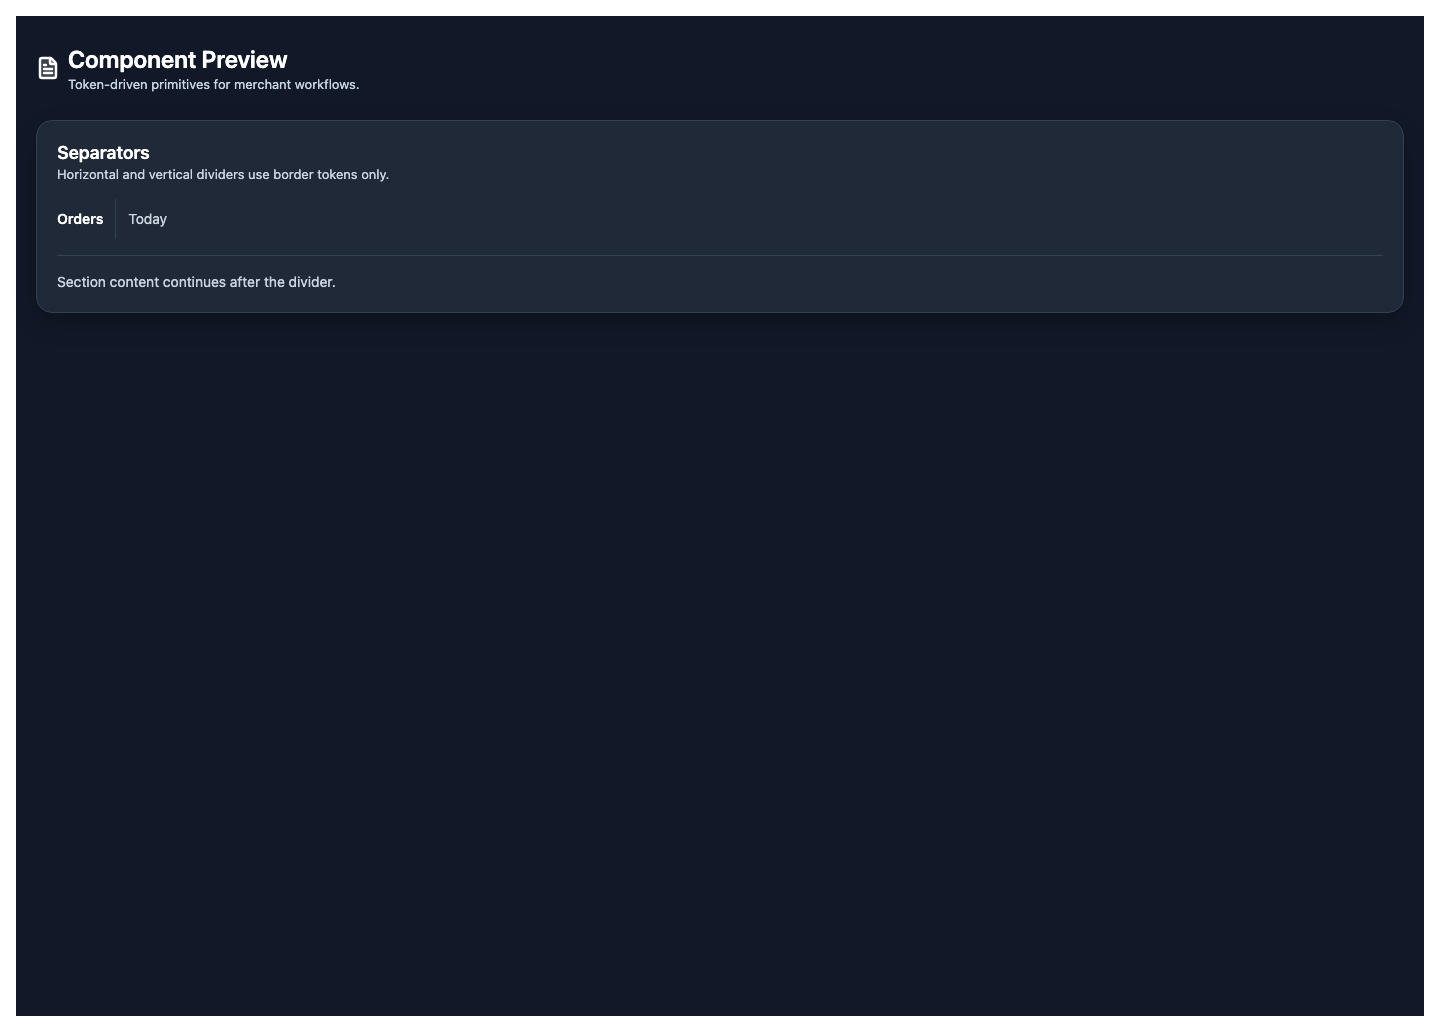 Component Preview
Token-driven primitives for merchant workflows.
Separators
Horizontal and vertical dividers use border tokens only.
Orders
Today
Section content continues after the divider.